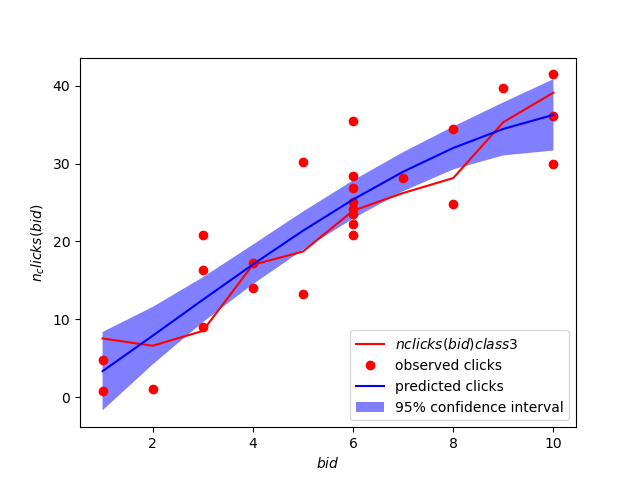 40
30
20
10
0
n_clicks(bid)
2
4
6
8
10
bid
nclicks(bid)class3
observed clicks
predicted clicks
95% confidence interval